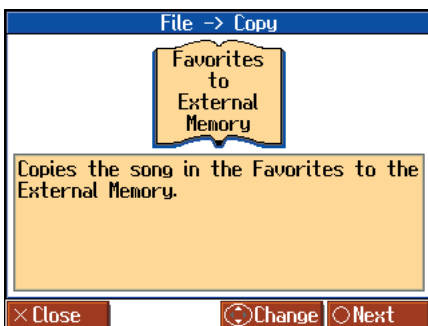 File -> Copy
Favorites
to
External
Memory
Copies the song in the Favorites to the
External Memory.
× Close
Change
○ Next